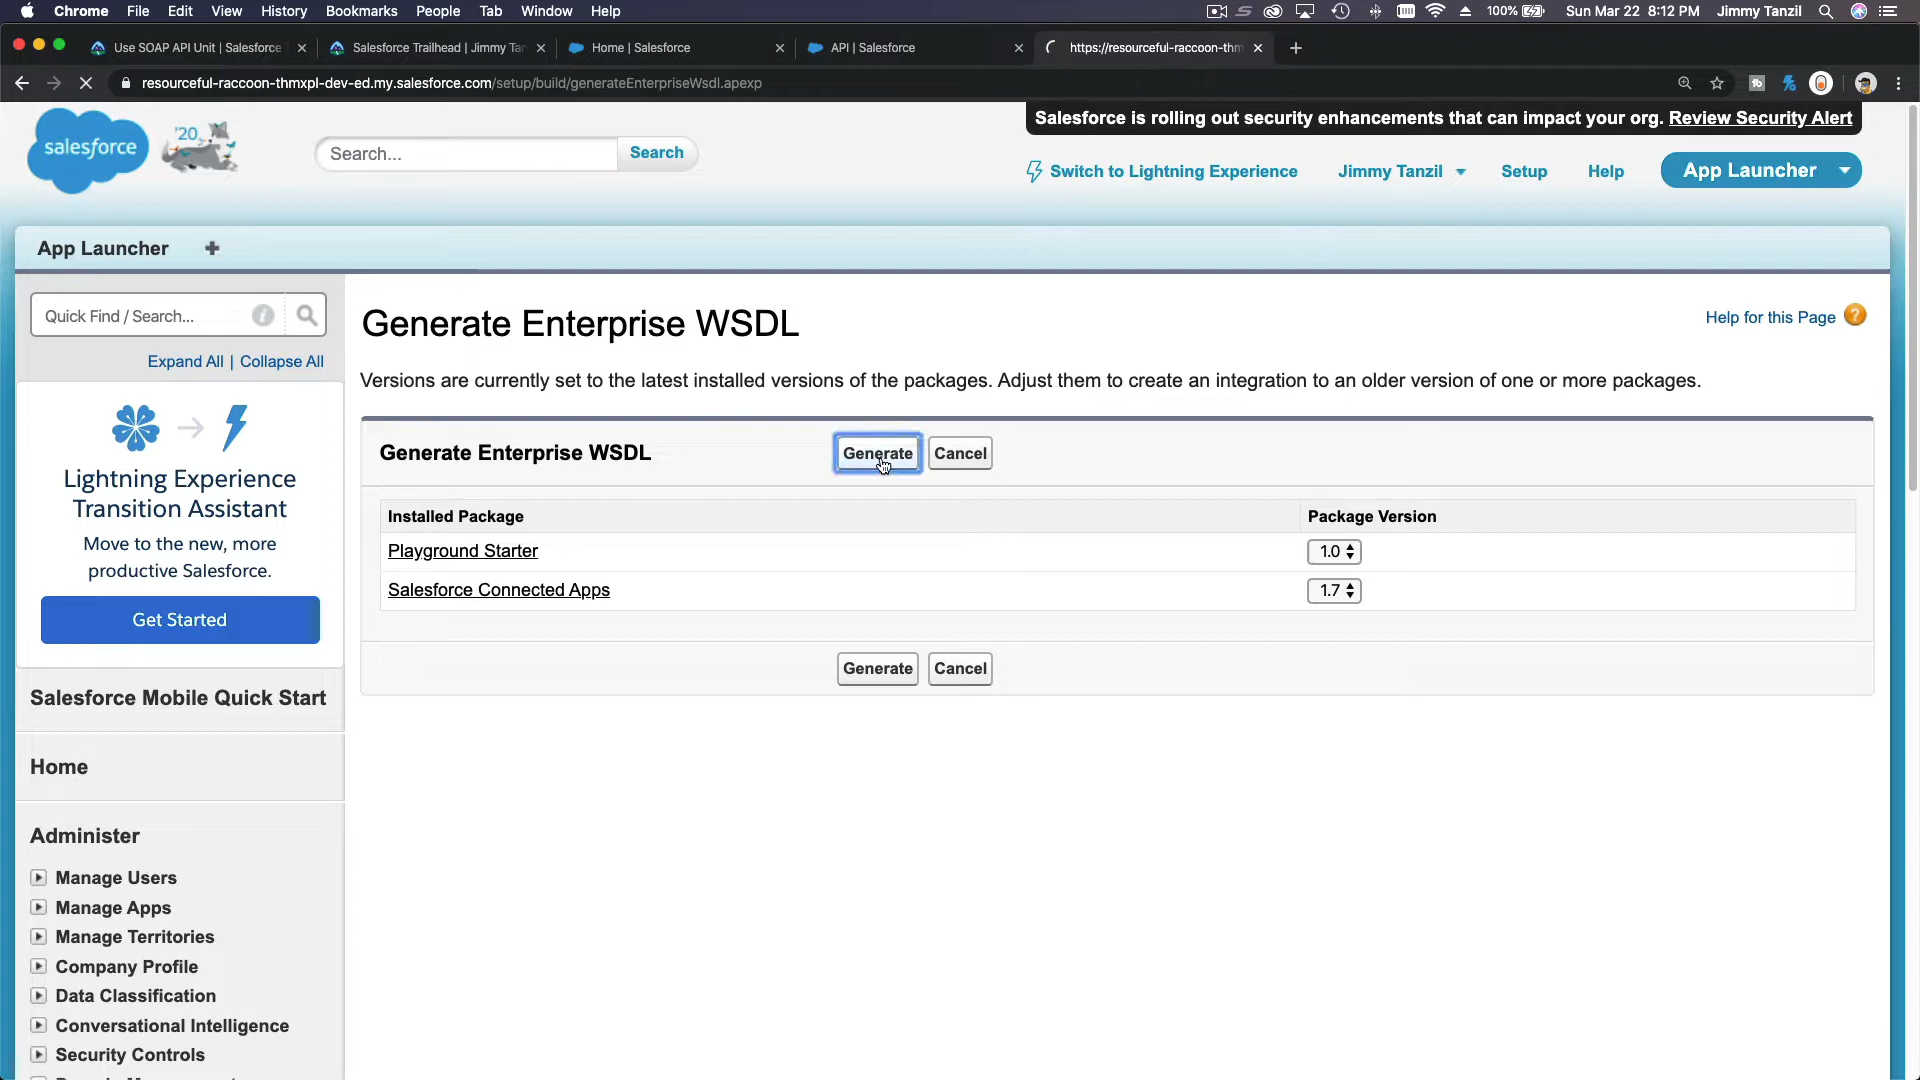 Chrome File Edit View History Bookmarks People Tab Window Help 100% Sun Mar 22 8:12 PM Jimmy Tanzil
Use SOAP API Unit | Salesforce Salesforce Trailhead | Jimmy Tan Home | Salesforce API | Salesforce https://resourceful-raccoon-thm
resourceful-raccoon-thmxpl-dev-ed.my.salesforce.com/setup/build/generateEnterpriseWsdl.apexp
Salesforce is rolling out security enhancements that can impact your org. Review Security Alert
salesforce '20 Search... Search
Switch to Lightning Experience Jimmy Tanzil Setup Help App Launcher
App Launcher
Quick Find / Search...
Expand All | Collapse All
Lightning Experience
Transition Assistant
Move to the new, more
productive Salesforce.
Get Started
Salesforce Mobile Quick Start
Home
Administer
Manage Users
Manage Apps
Manage Territories
Company Profile
Data Classification
Conversational Intelligence
Security Controls
Generate Enterprise WSDL
Help for this Page ?
Versions are currently set to the latest installed versions of the packages. Adjust them to create an integration to an older version of one or more packages.
Generate Enterprise WSDL Generate Cancel
Installed Package Package Version
Playground Starter 1.0
Salesforce Connected Apps 1.7
Generate Cancel